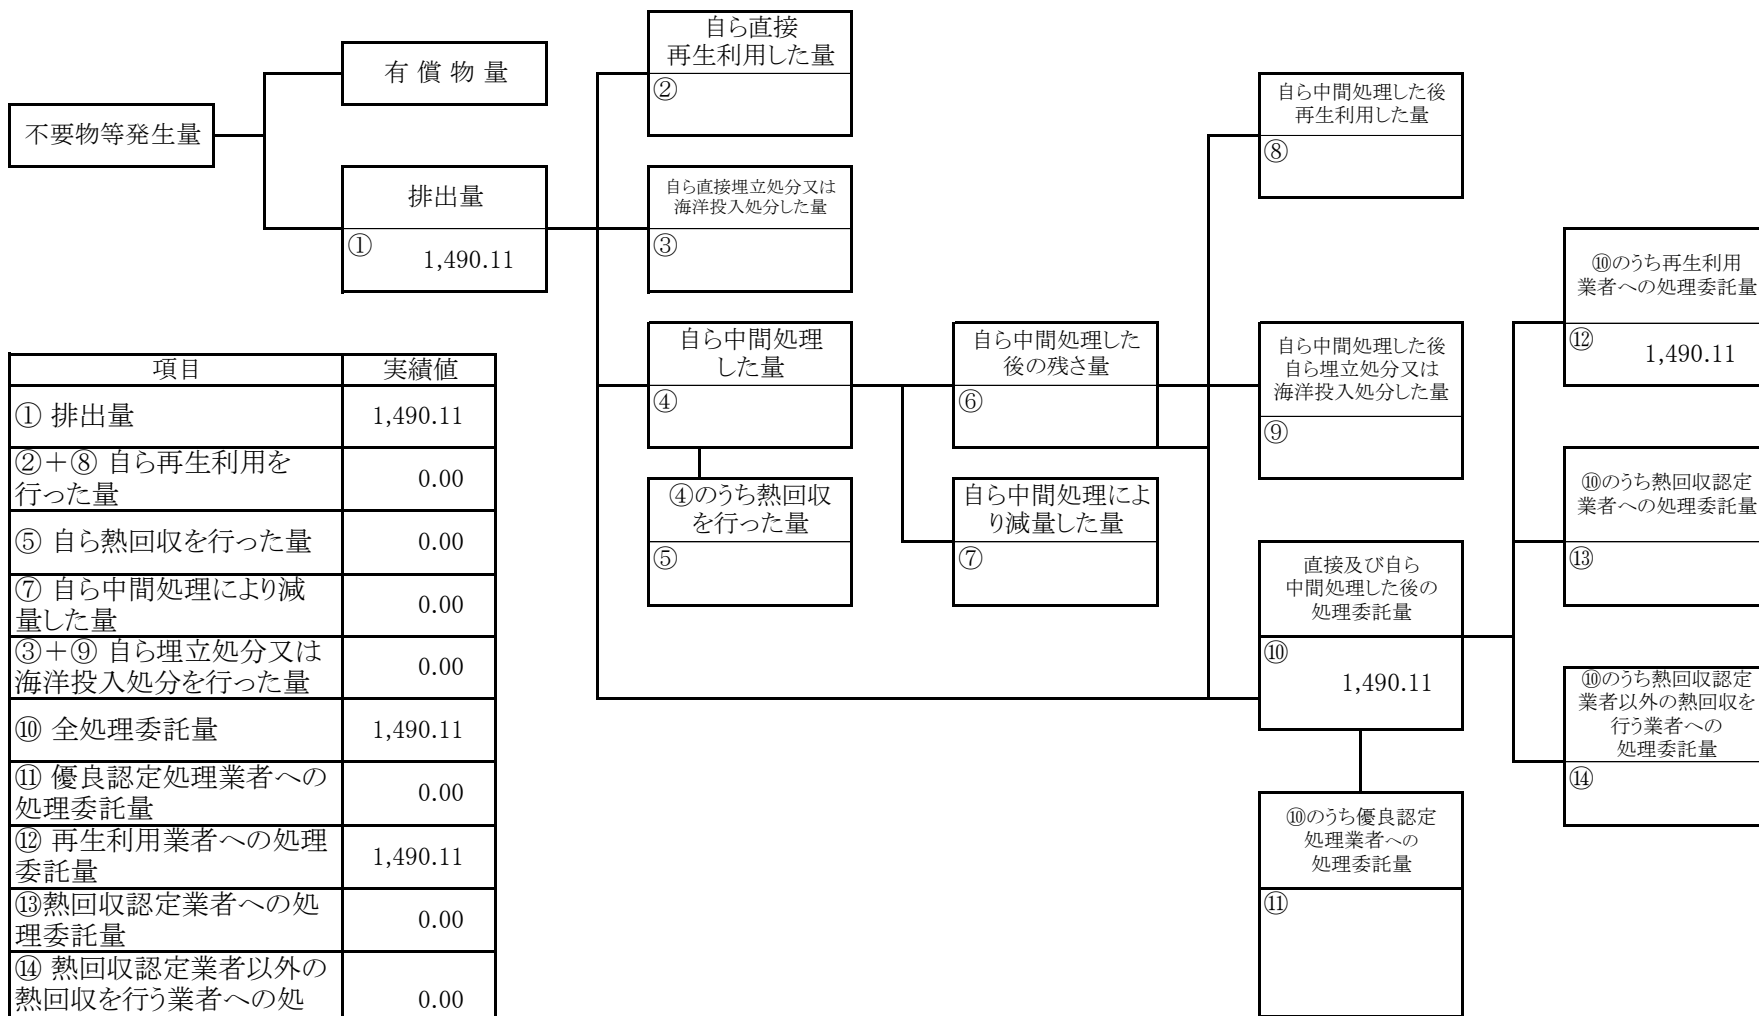 不要物等発生量
有 償 物 量
排出量
①
1,490.11
自ら直接
再生利用した量
②
自ら直接埋立処分又は
海洋投入処分した量
③
自ら中間処理
した量
④
④のうち熱回収
を行った量
⑤
自ら中間処理した
後の残さ量
⑥
自ら中間処理によ
り減量した量
⑦
自ら中間処理した後
再生利用した量
⑧
自ら中間処理した後
自ら埋立処分又は
海洋投入処分した量
⑨
直接及び自ら
中間処理した後の
処理委託量
⑩
1,490.11
⑩のうち優良認定
処理業者への
処理委託量
⑪
⑩のうち再生利用
業者への処理委託量
⑫
1,490.11
⑩のうち熱回収認定
業者への処理委託量
⑬
⑩のうち熱回収認定
業者以外の熱回収を
行う業者への
処理委託量
⑭
項目 実績値
① 排出量 1,490.11
②＋⑧ 自ら再生利用を
行った量 0.00
⑤ 自ら熱回収を行った量 0.00
⑦ 自ら中間処理により減
量した量 0.00
③＋⑨ 自ら埋立処分又は
海洋投入処分を行った量 0.00
⑩ 全処理委託量 1,490.11
⑪ 優良認定処理業者への
処理委託量 0.00
⑫ 再生利用業者への処理
委託量 1,490.11
⑬熱回収認定業者への処
理委託量 0.00
⑭ 熱回収認定業者以外の
熱回収を行う業者への処 0.00